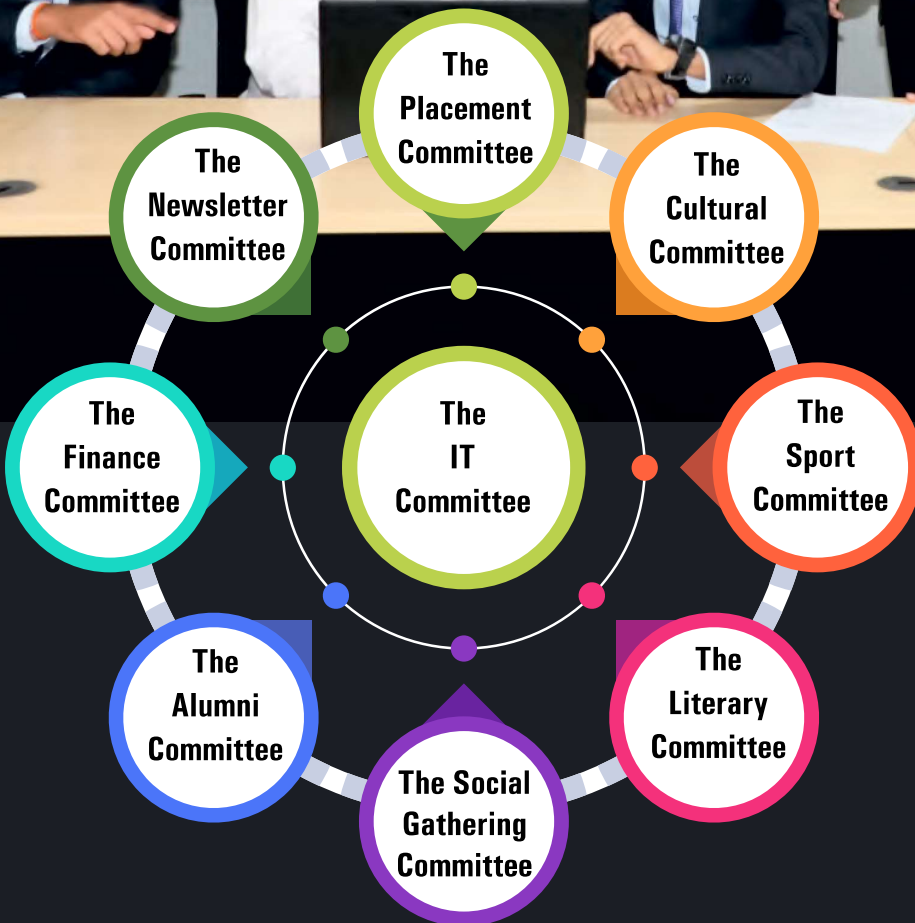 The
Placement
Committee
The
Cultural
Committee
The
Sport
Committee
The
Literary
Committee
The Social
Gathering
Committee
The
Alumni
Committee
The
Finance
Committee
The
Newsletter
Committee
The
IT
Committee